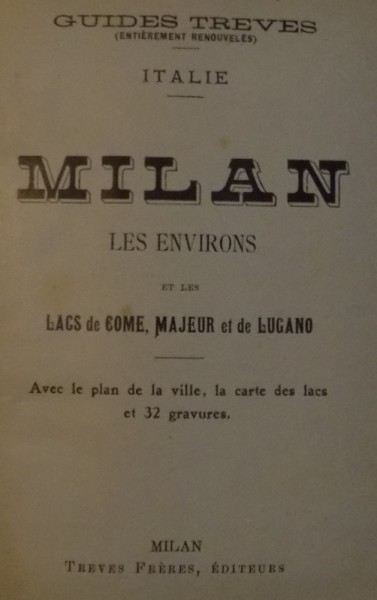 GUIDES TREVES
(ENTIÈREMENT RENOUVELÉS)
ITALIE
MILAN
LES ENVIRONS
ET LES
LACS de COME, MAJEUR et de LUGANO
Avec le plan de la ville, la carte des lacs
et 32 gravures.
MILAN
TREVES FRÈRES, ÉDITEURS